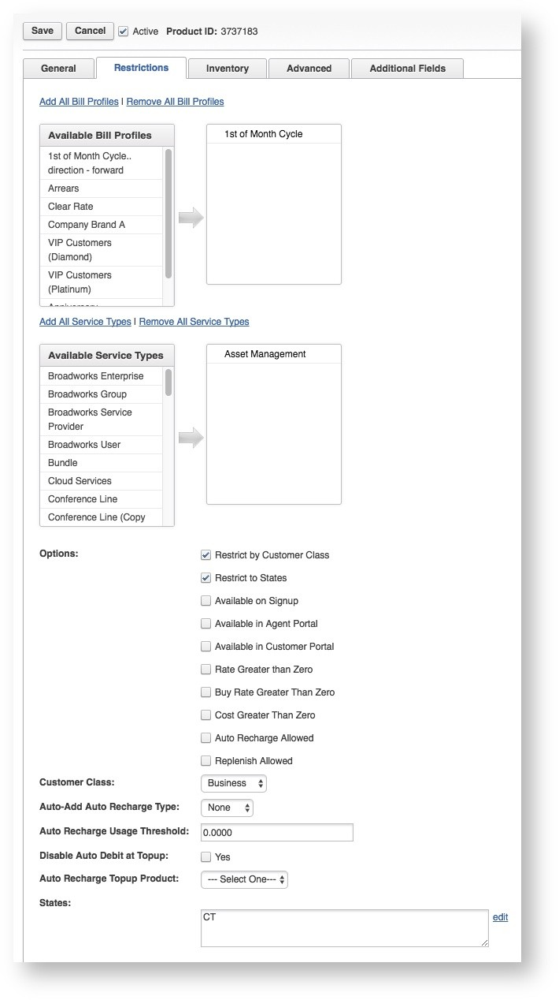 Save Cancel Active Product ID: 3737183
General Restrictions Inventory Advanced Additional Fields
Add All Bill Profiles | Remove All Bill Profiles
Available Bill Profiles
1st of Month Cycle..
direction - forward
Arrears
Clear Rate
Company Brand A
VIP Customers
(Diamond)
VIP Customers
(Platinum)
1st of Month Cycle
Add All Service Types | Remove All Service Types
Available Service Types
Broadworks Enterprise
Broadworks Group
Broadworks Service
Provider
Broadworks User
Bundle
Cloud Services
Conference Line
Conference Line (Copy
Asset Management
Options:
Restrict by Customer Class
Restrict to States
Available on Signup
Available in Agent Portal
Available in Customer Portal
Rate Greater than Zero
Buy Rate Greater Than Zero
Cost Greater Than Zero
Auto Recharge Allowed
Replenish Allowed
Customer Class: Business
Auto-Add Auto Recharge Type: None
Auto Recharge Usage Threshold: 0.0000
Disable Auto Debit at Topup: Yes
Auto Recharge Topup Product: --- Select One---
States:
CT edit